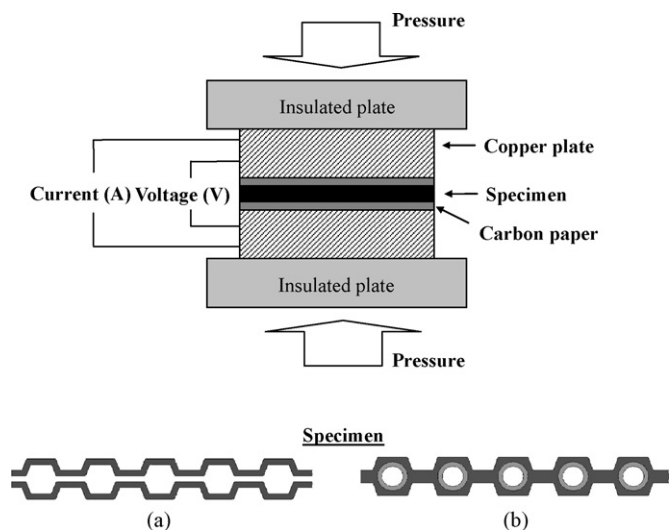 Pressure
Insulated plate
Copper plate
Current (A) Voltage (V)
Specimen
Carbon paper
Insulated plate
Pressure
Specimen
(a)
(b)